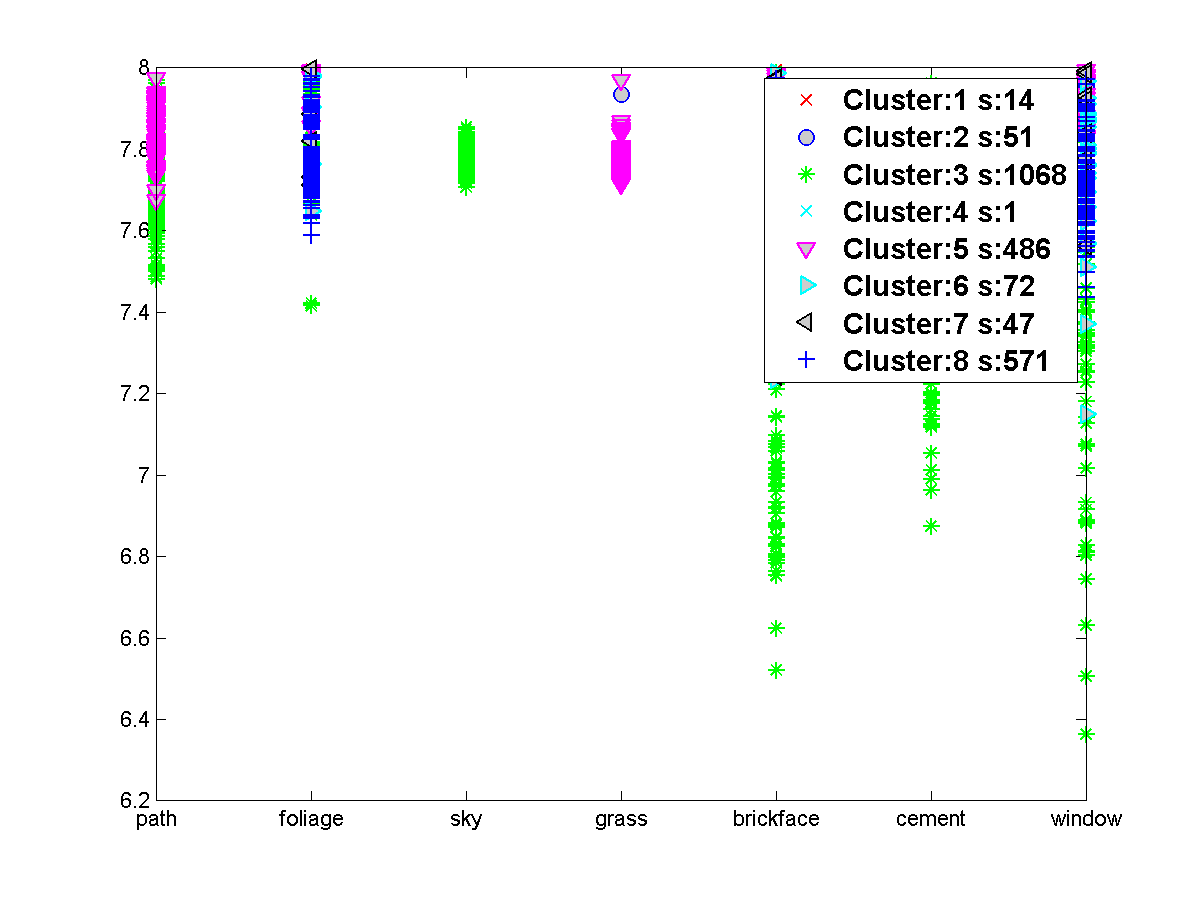 8
7.8
7.6
7.4
7.2
7
6.8
6.6
6.4
6.2
path foliage sky grass brickface cement window
Cluster:1 s:14
Cluster:2 s:51
Cluster:3 s:1068
Cluster:4 s:1
Cluster:5 s:486
Cluster:6 s:72
Cluster:7 s:47
Cluster:8 s:571